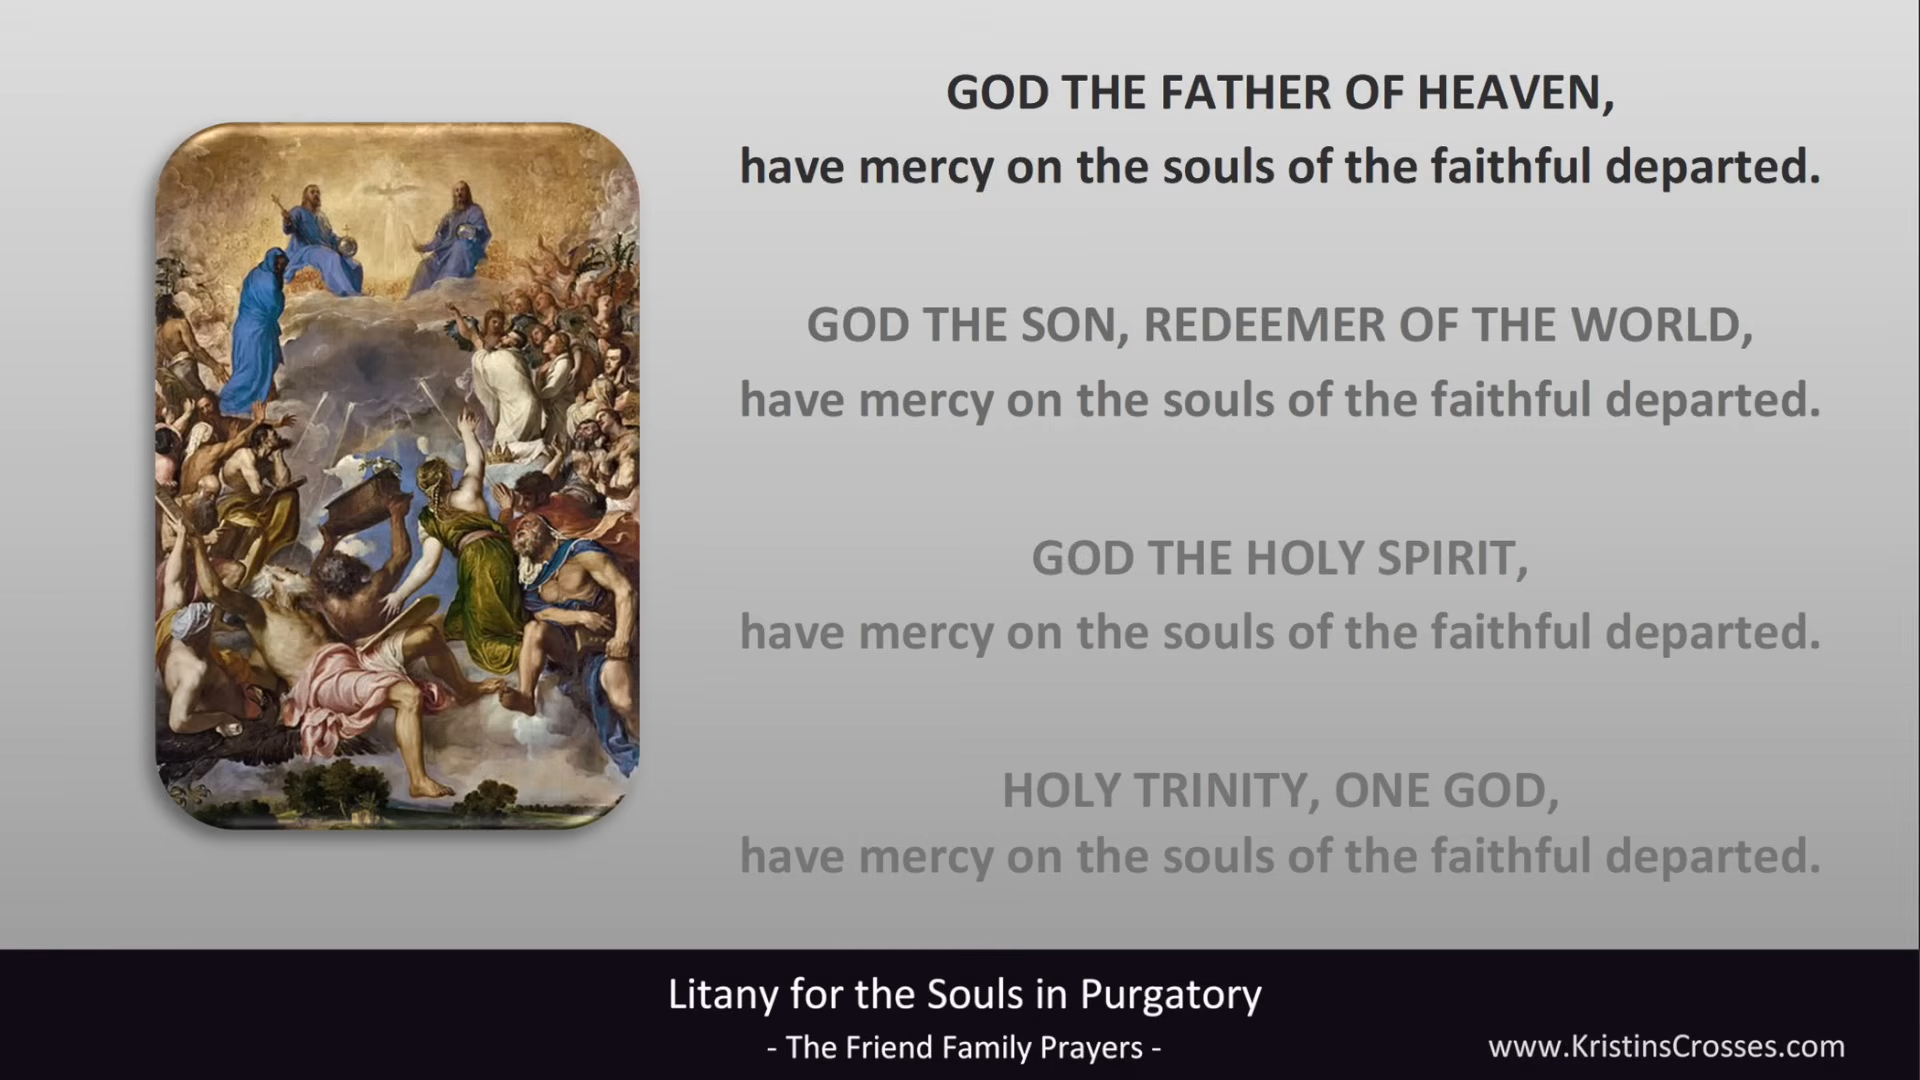 GOD THE FATHER OF HEAVEN,
have mercy on the souls of the faithful departed.
GOD THE SON, REDEEMER OF THE WORLD,
have mercy on the souls of the faithful departed.
GOD THE HOLY SPIRIT,
have mercy on the souls of the faithful departed.
HOLY TRINITY, ONE GOD,
have mercy on the souls of the faithful departed.
Litany for the Souls in Purgatory
- The Friend Family Prayers -
www.KristinsCrosses.com